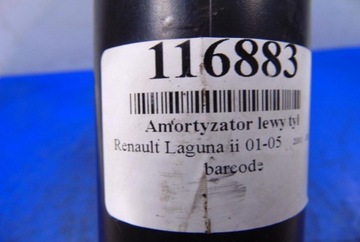 116883
Amortyzator lewy tył
Renault Laguna ii 01-05
barcode